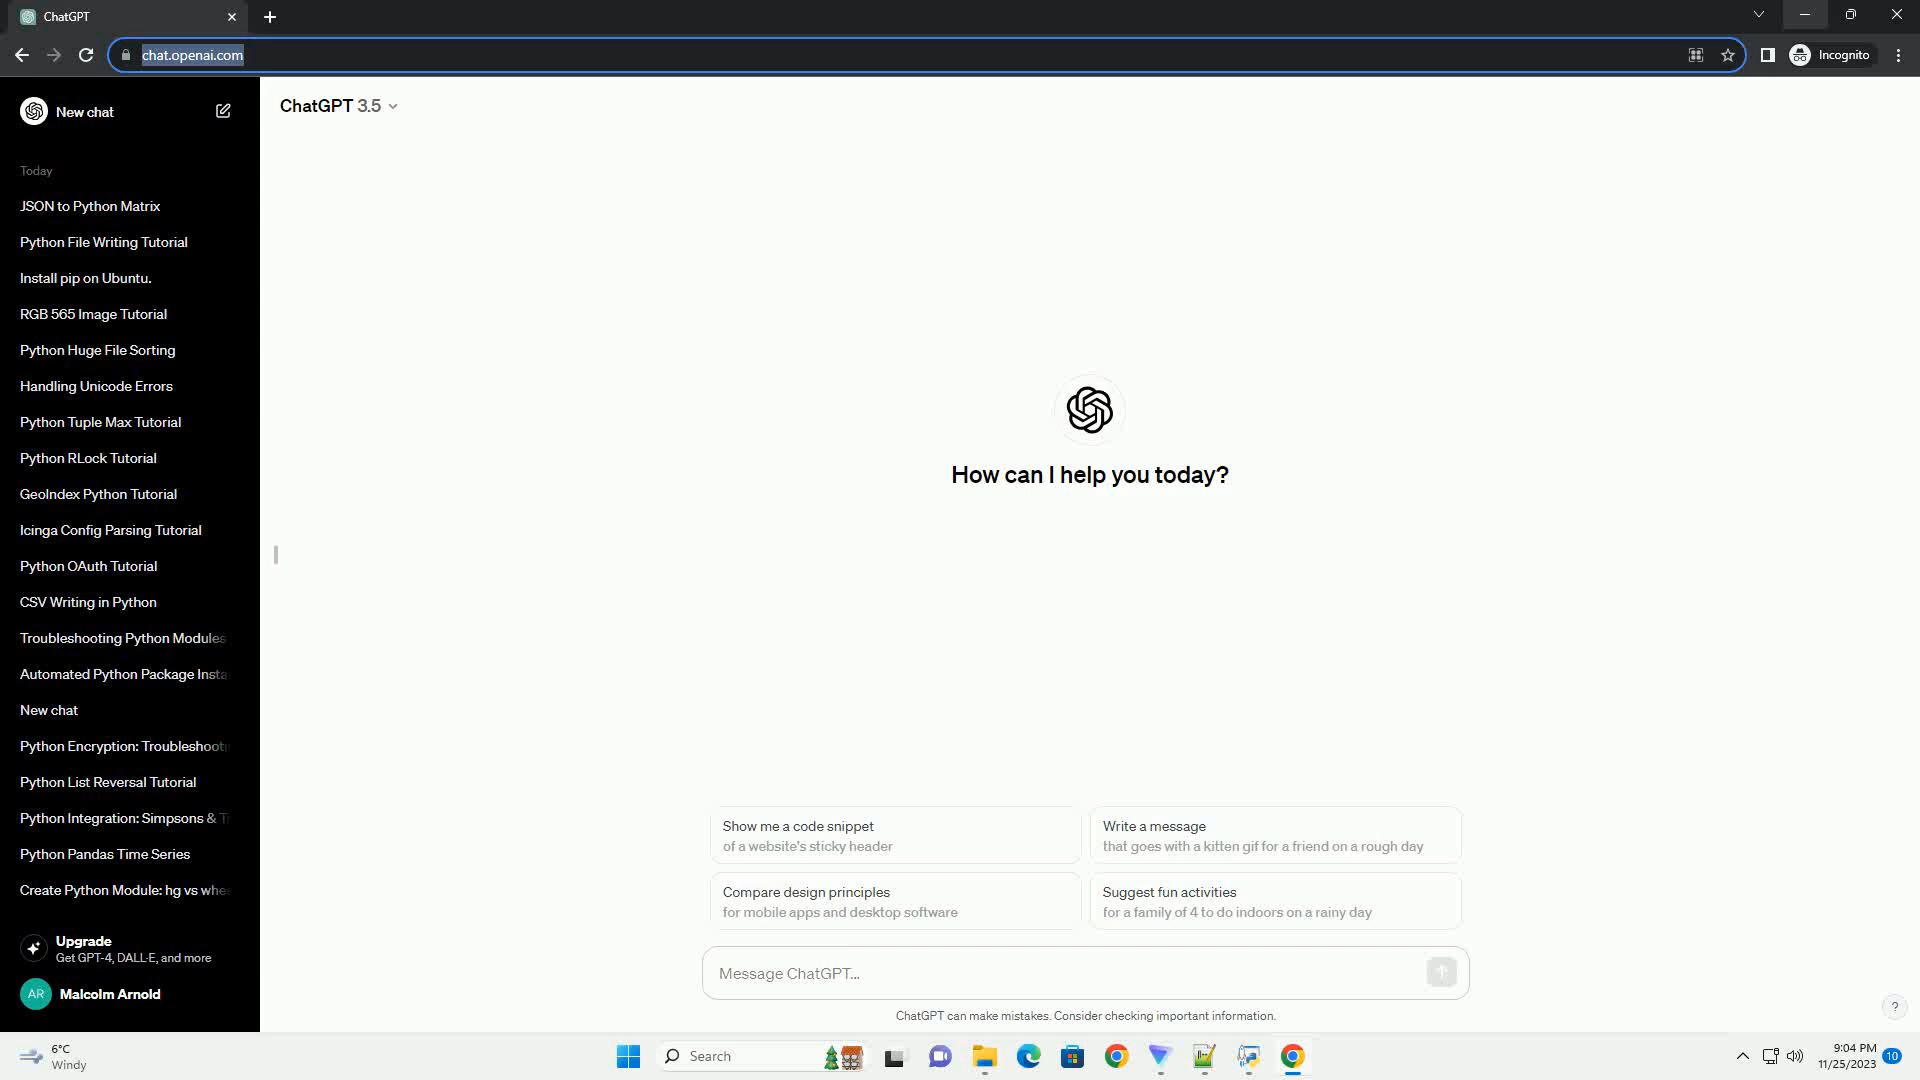 ChatGPT
chat.openai.com
Incognito
New chat
ChatGPT 3.5
Today
JSON to Python Matrix
Python File Writing Tutorial
Install pip on Ubuntu.
RGB 565 Image Tutorial
Python Huge File Sorting
Handling Unicode Errors
Python Tuple Max Tutorial
Python RLock Tutorial
GeoIndex Python Tutorial
Icinga Config Parsing Tutorial
Python OAuth Tutorial
CSV Writing in Python
Troubleshooting Python Modules
Automated Python Package Insta
New chat
Python Encryption: Troubleshooti
Python List Reversal Tutorial
Python Integration: Simpsons & T
Python Pandas Time Series
Create Python Module: hg vs whe
Upgrade
Get GPT-4, DALL·E, and more
AR
Malcolm Arnold
How can I help you today?
Show me a code snippet
of a website's sticky header
Write a message
that goes with a kitten gif for a friend on a rough day
Compare design principles
for mobile apps and desktop software
Suggest fun activities
for a family of 4 to do indoors on a rainy day
Message ChatGPT...
ChatGPT can make mistakes. Consider checking important information.
?
6°C
Windy
Search
9:04 PM
11/25/2023
10